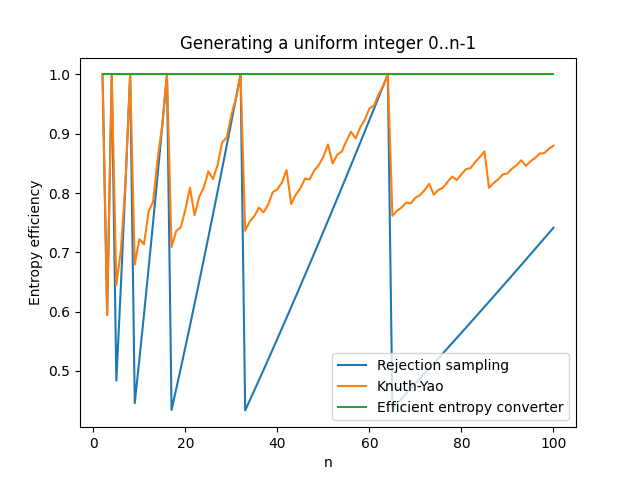 Generating a uniform integer 0..n-1
1.0
0.9
0.8
0.7
0.6
0.5
Entropy efficiency
Rejection sampling
Knuth-Yao
Efficient entropy converter
0 20 40 60 80 100
n